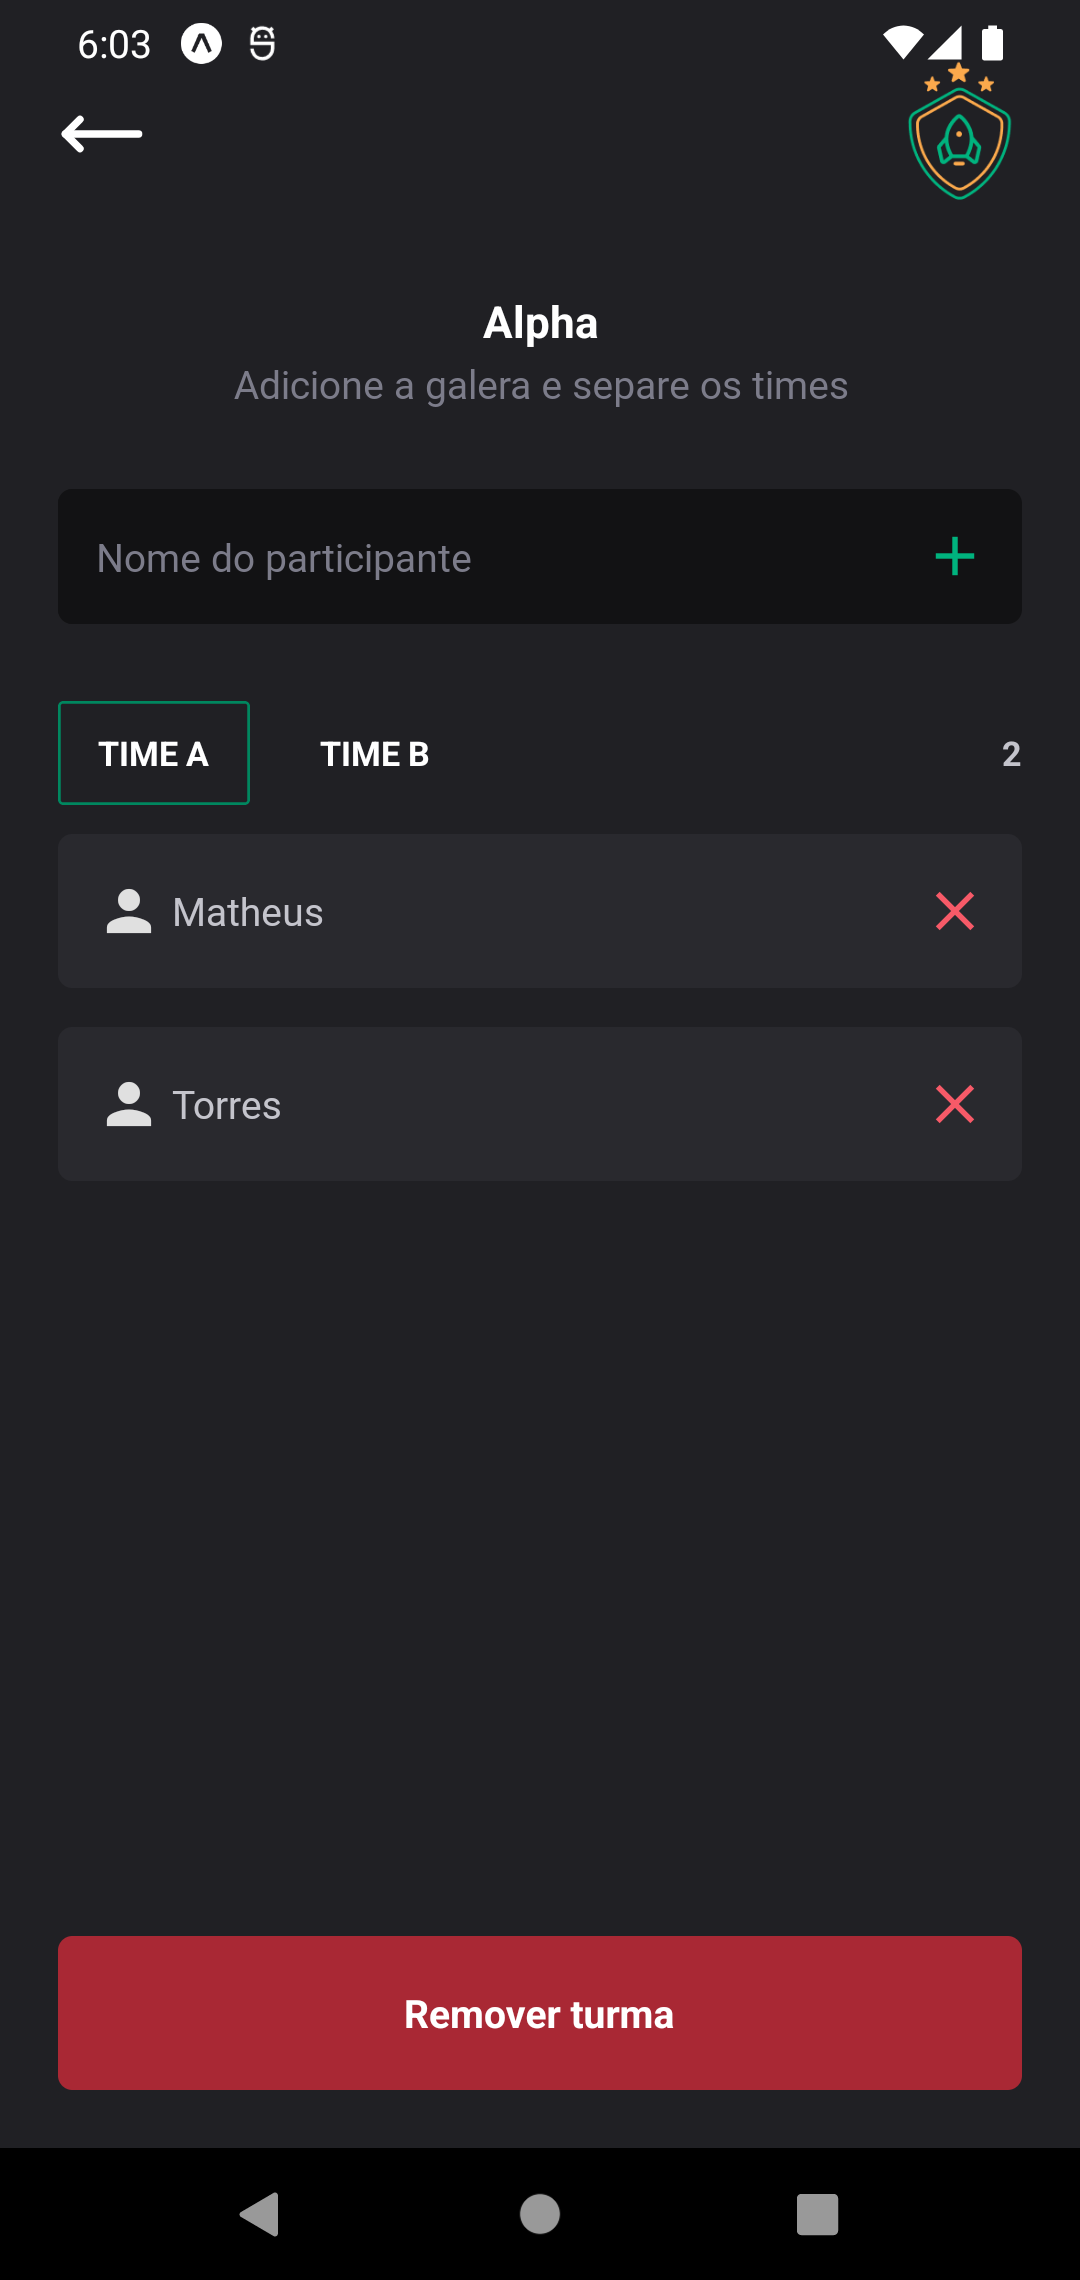 6:03
Alpha
Adicione a galera e separe os times
Nome do participante
TIME A TIME B 2
Matheus
Torres
Remover turma